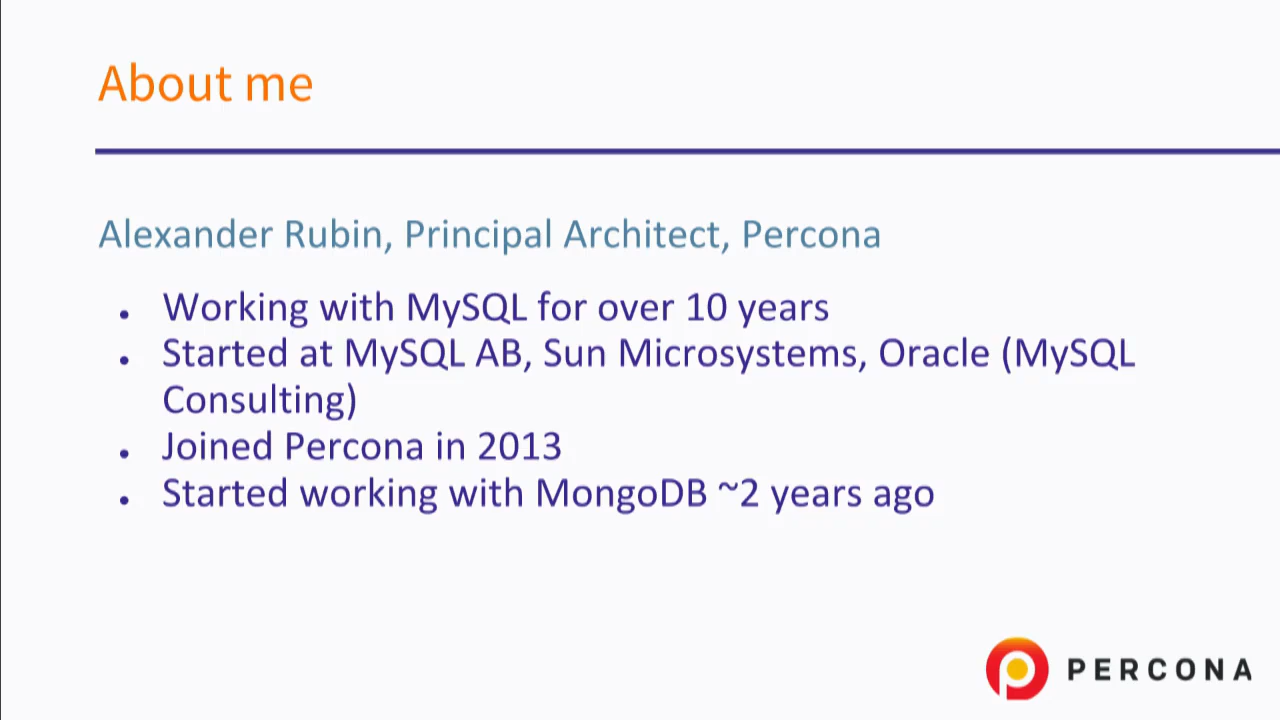 About me
Alexander Rubin, Principal Architect, Percona
• Working with MySQL for over 10 years
• Started at MySQL AB, Sun Microsystems, Oracle (MySQL
Consulting)
• Joined Percona in 2013
• Started working with MongoDB ~2 years ago
PERCONA